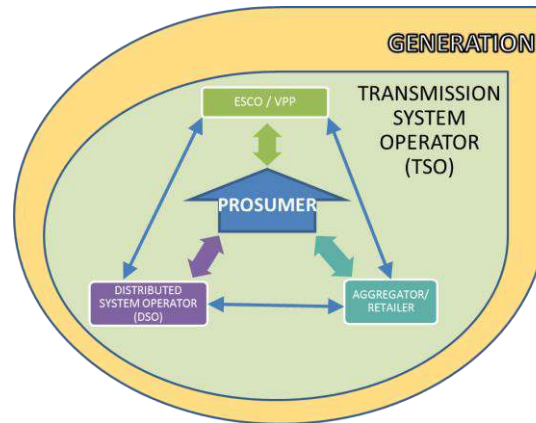 GENERATION
TRANSMISSION
SYSTEM
OPERATOR
(TSO)
ESCO / VPP
PROSUMER
DISTRIBUTED
SYSTEM OPERATOR
(DSO)
AGGREGATOR/
RETAILER